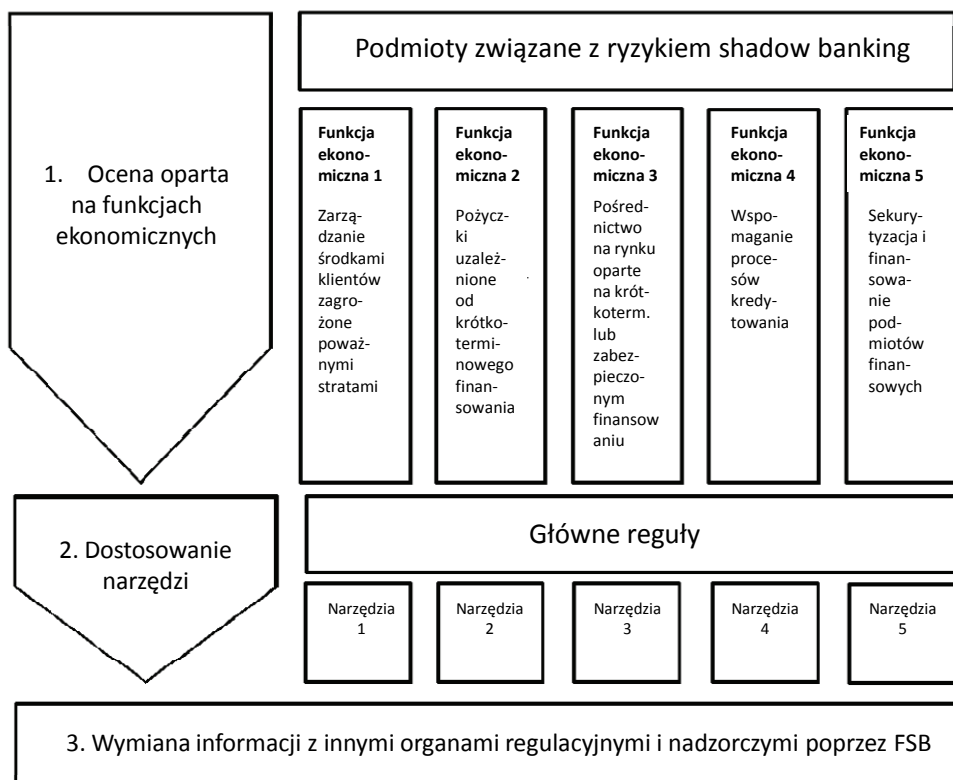 Podmioty związane z ryzykiem shadow banking
1. Ocena oparta
na funkcjach
ekonomicznych
Funkcja
ekono-
miczna 1
Zarzą-
dzanie
środkami
klientów
zagro-
żone
poważ-
nymi
stratami
Funkcja
ekono-
miczna 2
Pożycz-
ki
uzależ-
nione
od
krótko-
termi-
nowego
finan-
sowania
Funkcja
ekono-
miczna 3
Pośred-
nictwo
na rynku
oparte
na krót-
koterm.
lub
zabez-
pieczo-
nym
finansow
aniu
Funkcja
ekono-
miczna 4
Wspo-
maganie
proce-
sów
kredy-
towania
Funkcja
ekono-
miczna 5
Sekury-
tyzacja i
finan-
sowa-
nie
pod-
miotów
finan-
sowych
2. Dostosowanie
narzędzi
Główne reguły
Narzędzia
1
Narzędzia
2
Narzędzia
3
Narzędzia
4
Narzędzia
5
3. Wymiana informacji z innymi organami regulacyjnymi i nadzorczymi poprzez FSB